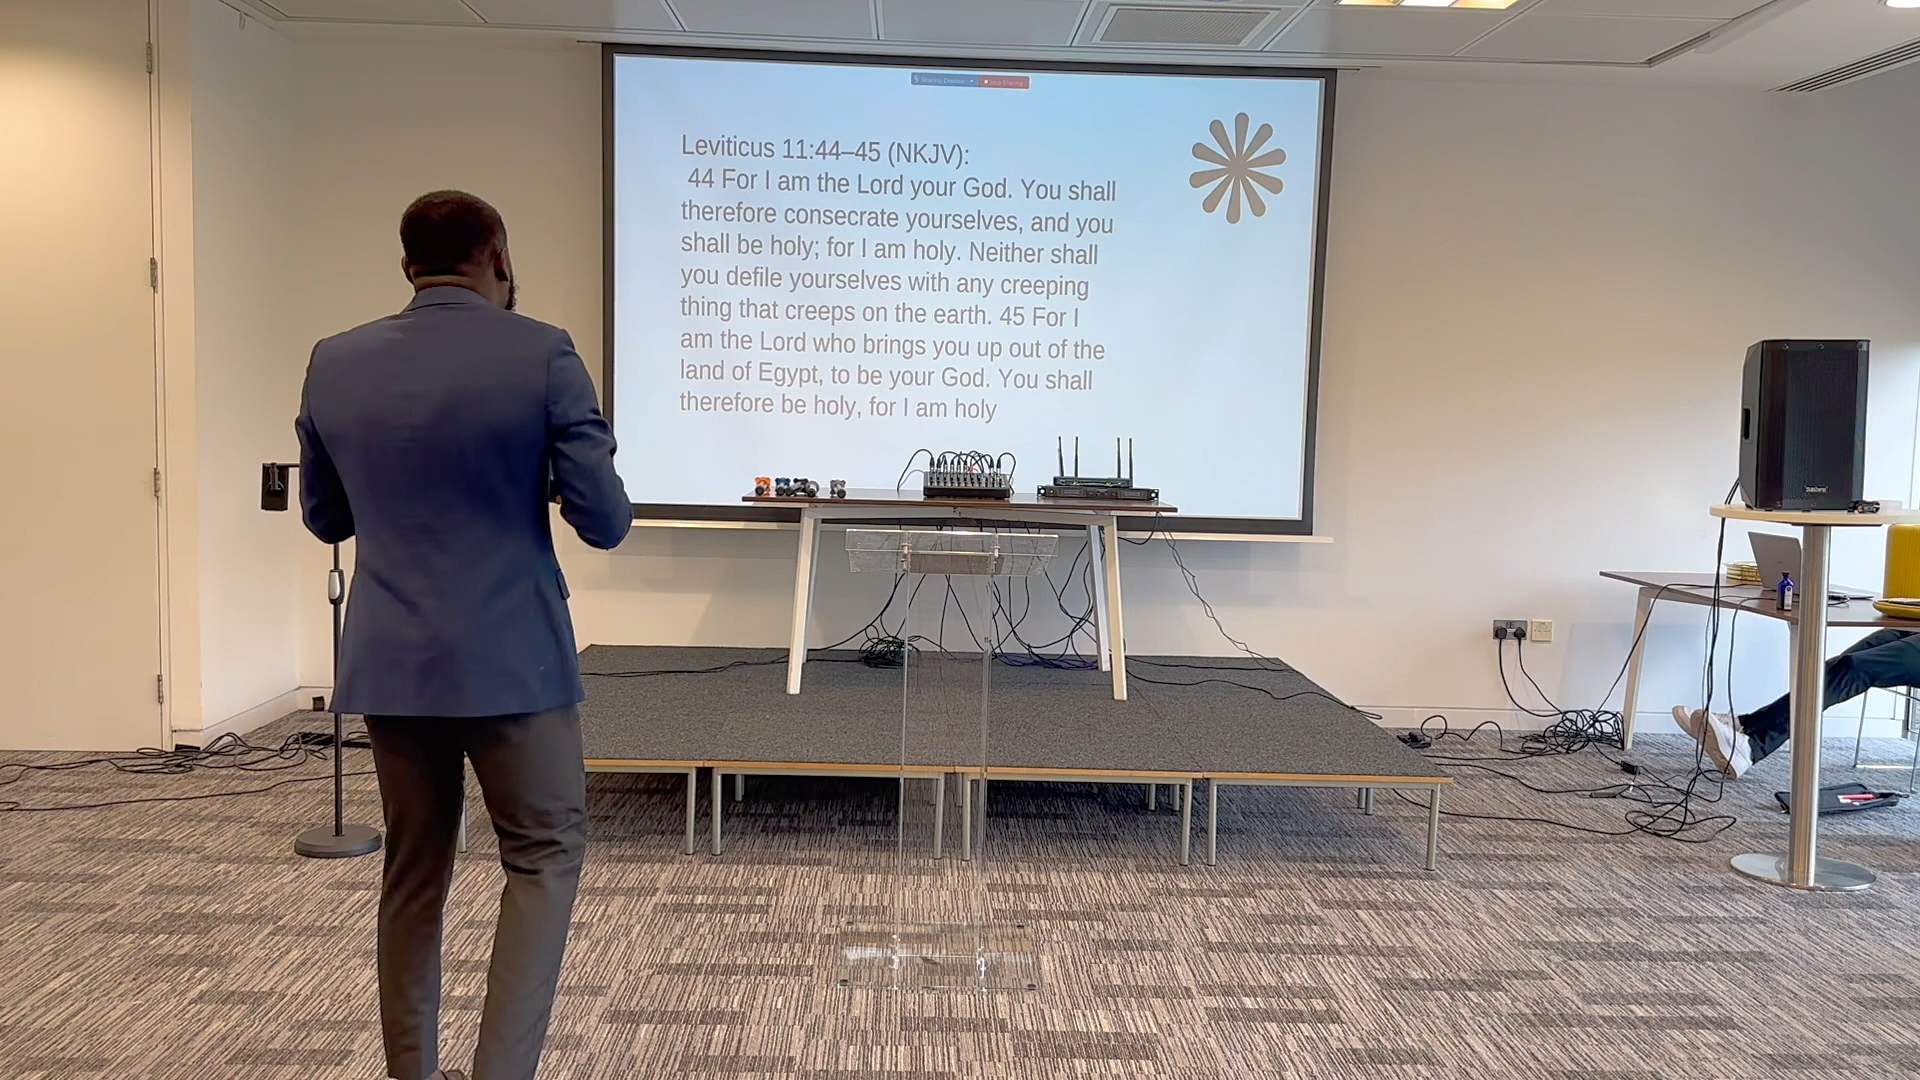 Leviticus 11:44–45 (NKJV):
44 For I am the Lord your God. You shall
therefore consecrate yourselves, and you
shall be holy; for I am holy. Neither shall
you defile yourselves with any creeping
thing that creeps on the earth. 45 For I
am the Lord who brings you up out of the
land of Egypt, to be your God. You shall
therefore be holy, for I am holy